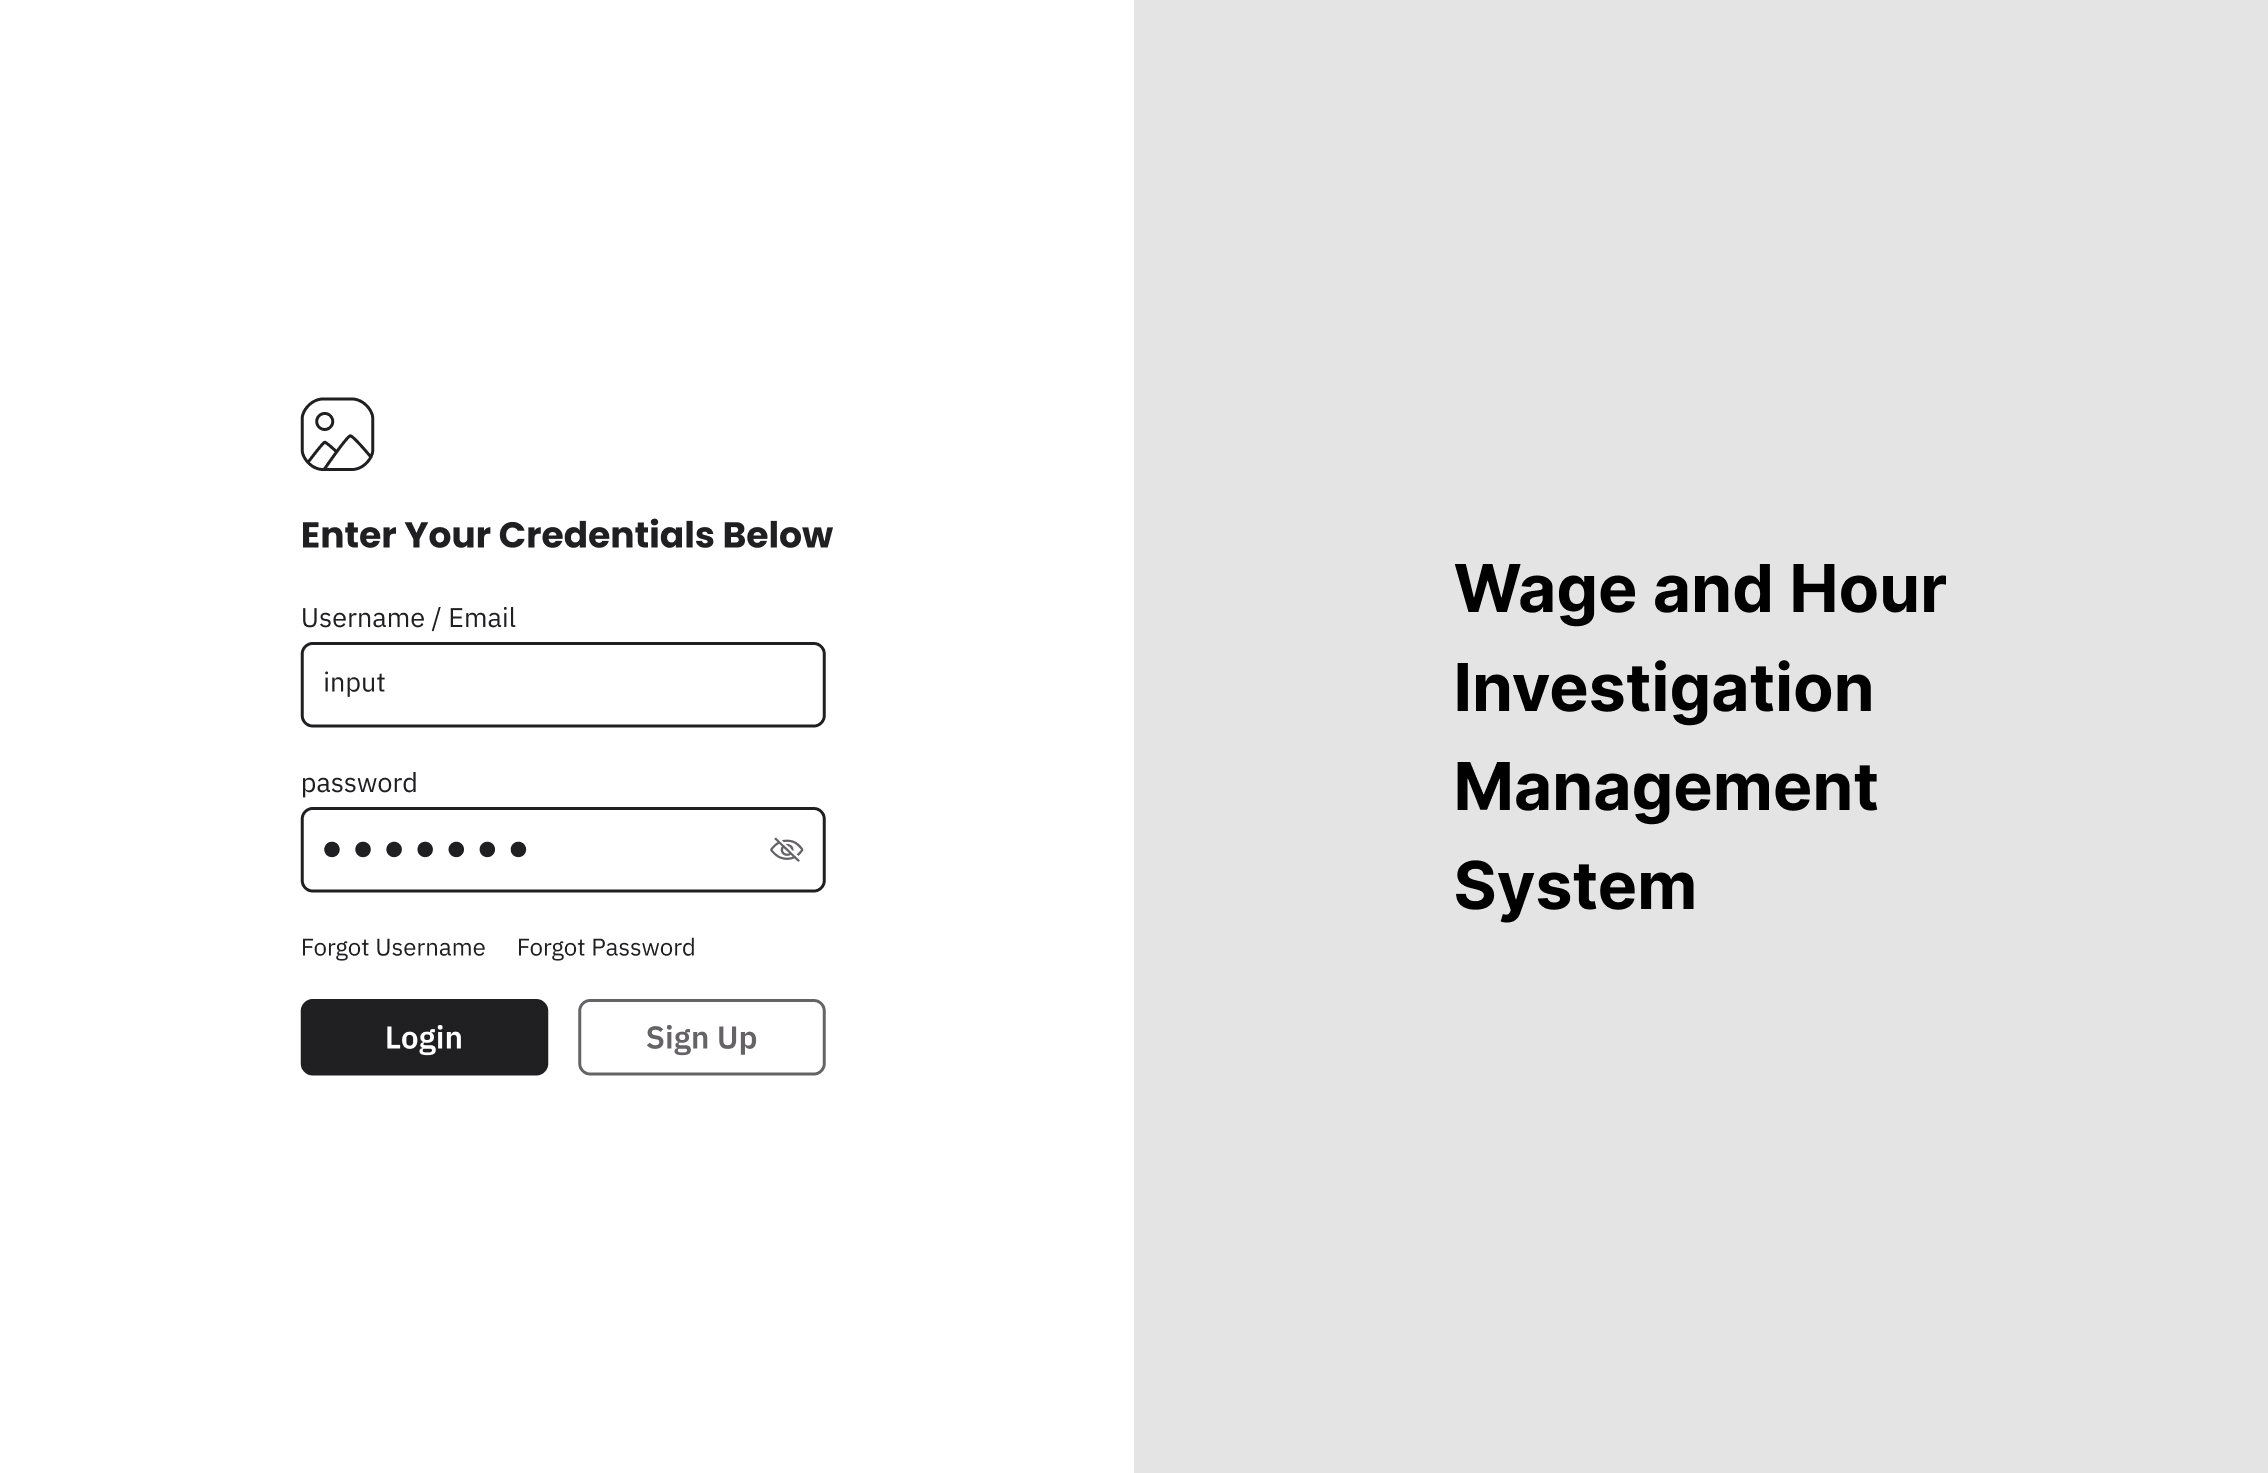 Enter Your Credentials Below
Username / Email
input
password
Forgot Username Forgot Password
Login Sign Up
Wage and Hour
Investigation
Management
System